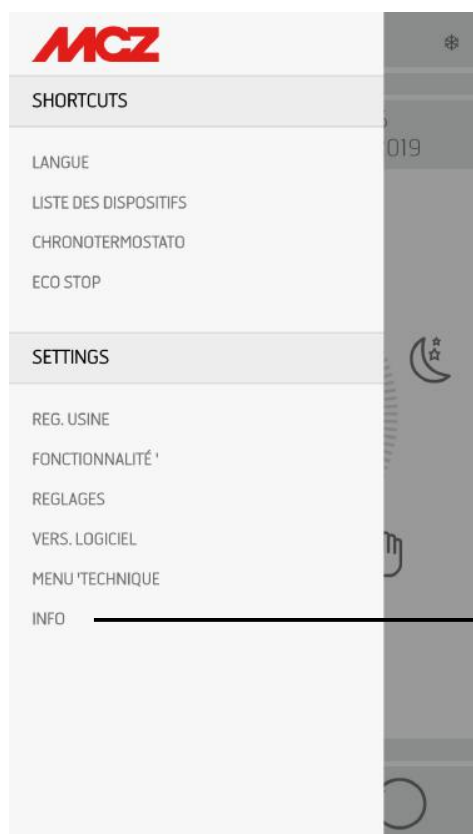 MCZ
SHORTCUTS
019
LANGUE
LISTE DES DISPOSITIFS
CHRONOTERMOSTATO
ECO STOP
SETTINGS
REG. USINE
FONCTIONNALITÉ '
REGLAGES
VERS. LOGICIEL
MENU 'TECHNIQUE
INFO